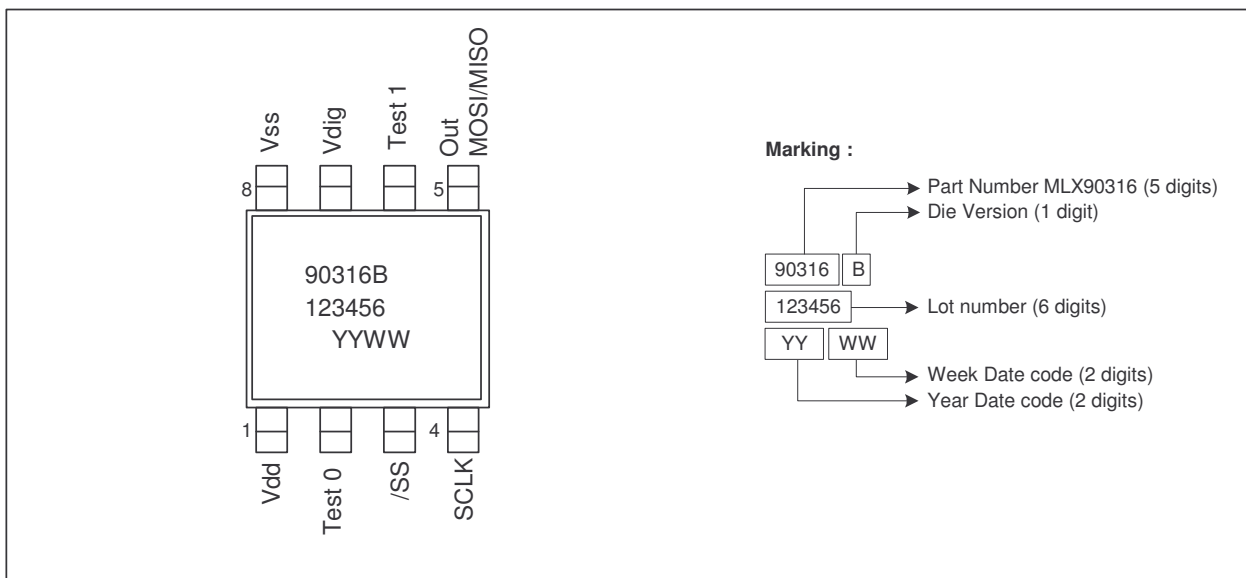 Vss
Vdig
Test 1
Out
MOSI/MISO
8
5
90316B
123456
YYWW
1
4
Vdd
Test 0
/SS
SCLK
Marking :
Part Number MLX90316 (5 digits)
Die Version (1 digit)
90316 B
123456 Lot number (6 digits)
YY WW
Week Date code (2 digits)
Year Date code (2 digits)